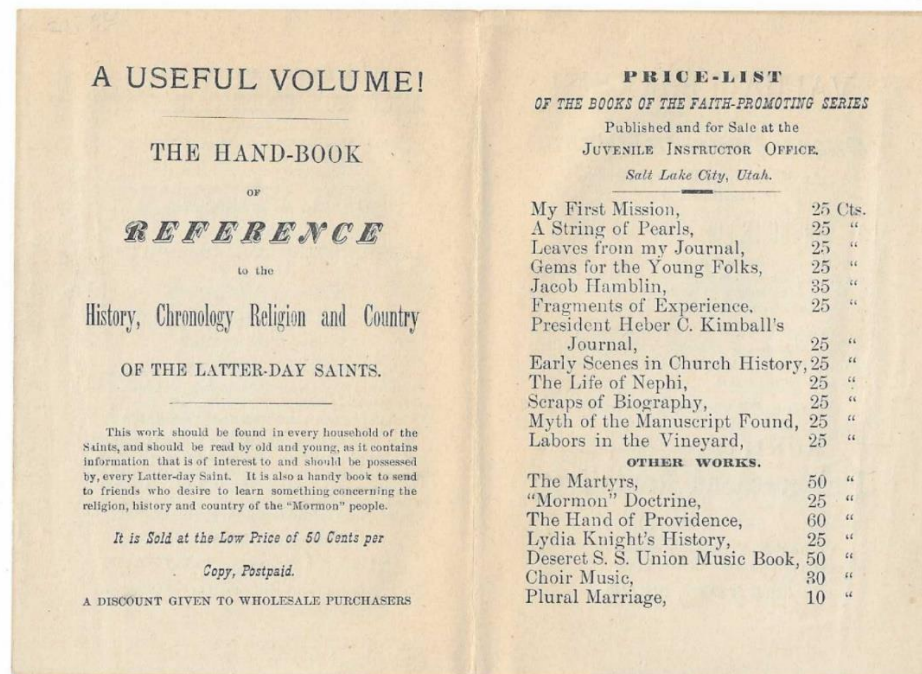 A USEFUL VOLUME!
THE HAND-BOOK
OF
REFERENCE
to the
History, Chronology Religion and Country
OF THE LATTER-DAY SAINTS.
This work should be found in every household of the
Saints, and should be read by old and young, as it contains
information that is of interest to and should be possessed
by, every Latter-day Saint. It is also a handy book to send
to friends who desire to learn something concerning the
religion, history and country of the "Mormon" people.
It is Sold at the Low Price of 50 Cents per
Copy, Postpaid.
A DISCOUNT GIVEN TO WHOLESALE PURCHASERS
PRICE-LIST
OF THE BOOKS OF THE FAITH-PROMOTING SERIES
Published and for Sale at the
JUVENILE INSTRUCTOR OFFICE.
Salt Lake City, Utah.
My First Mission, 25 Cts.
A String of Pearls, 25 "
Leaves from my Journal, 25 "
Gems for the Young Folks, 25 "
Jacob Hamblin, 35 "
Fragments of Experience. 25 "
President Heber C. Kimball's
Journal, 25 "
Early Scenes in Church History, 25 "
The Life of Nephi, 25 "
Scraps of Biography, 25 "
Myth of the Manuscript Found, 25 "
Labors in the Vineyard, 25 "
OTHER WORKS.
The Martyrs, 50 "
"Mormon" Doctrine, 25 "
The Hand of Providence, 60 "
Lydia Knight's History, 25 "
Deseret S. S. Union Music Book, 50 "
Choir Music, 30 "
Plural Marriage, 10 "